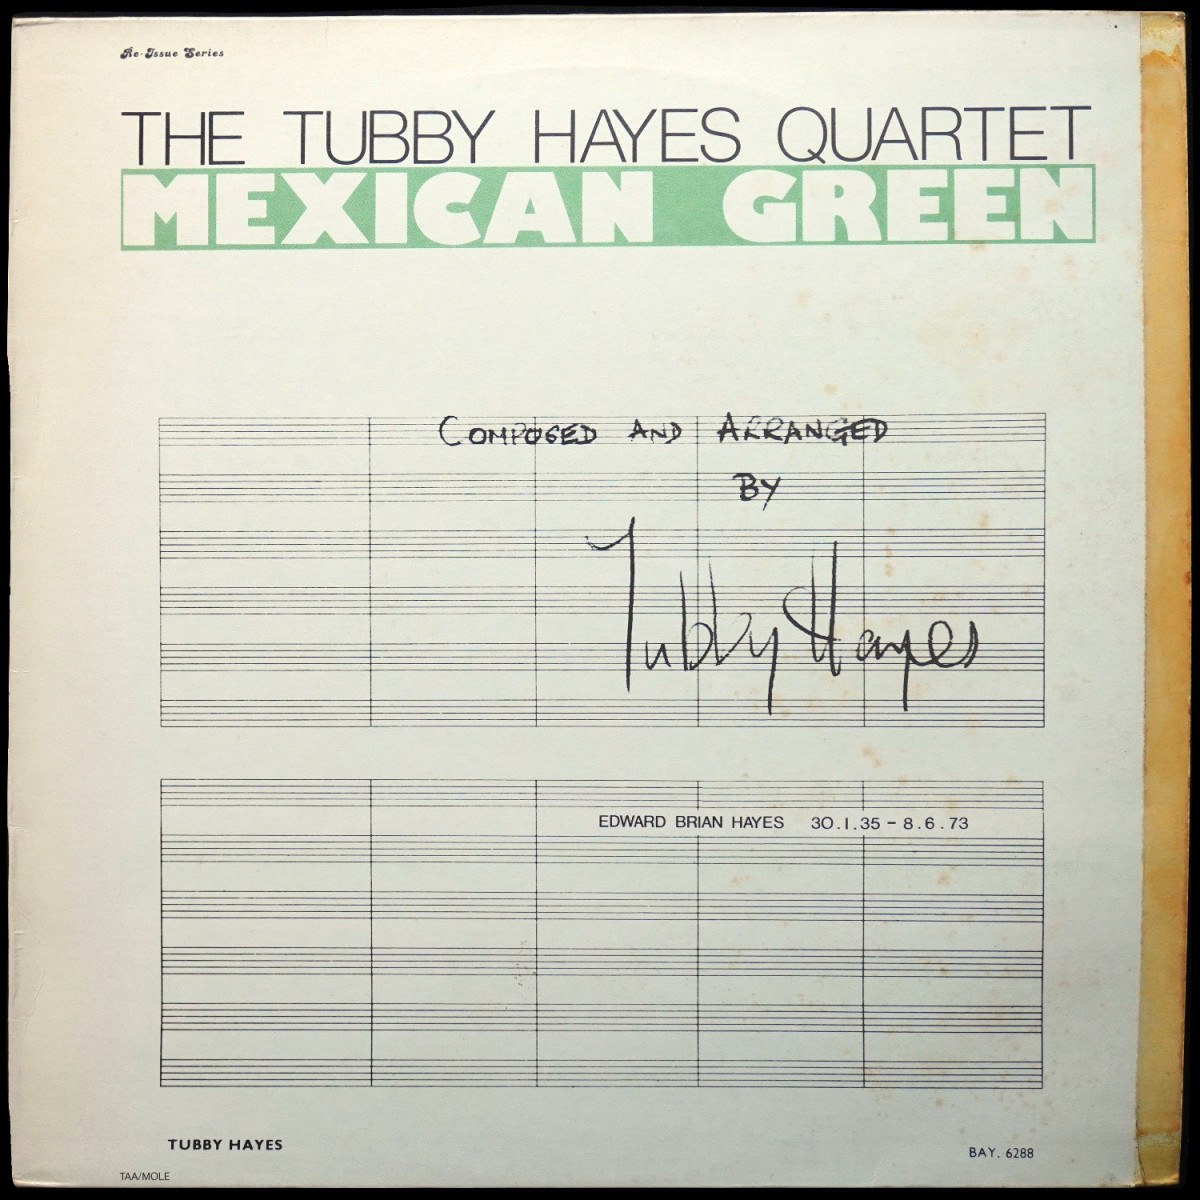 Re-Issue Series
THE TUBBY HAYES QUARTET
MEXICAN GREEN
COMPOSED AND ARRANGED
BY
Tubby Hayes
EDWARD BRIAN HAYES 30.1.35 - 8.6.73
TUBBY HAYES
BAY. 6288
TAA/MOLE